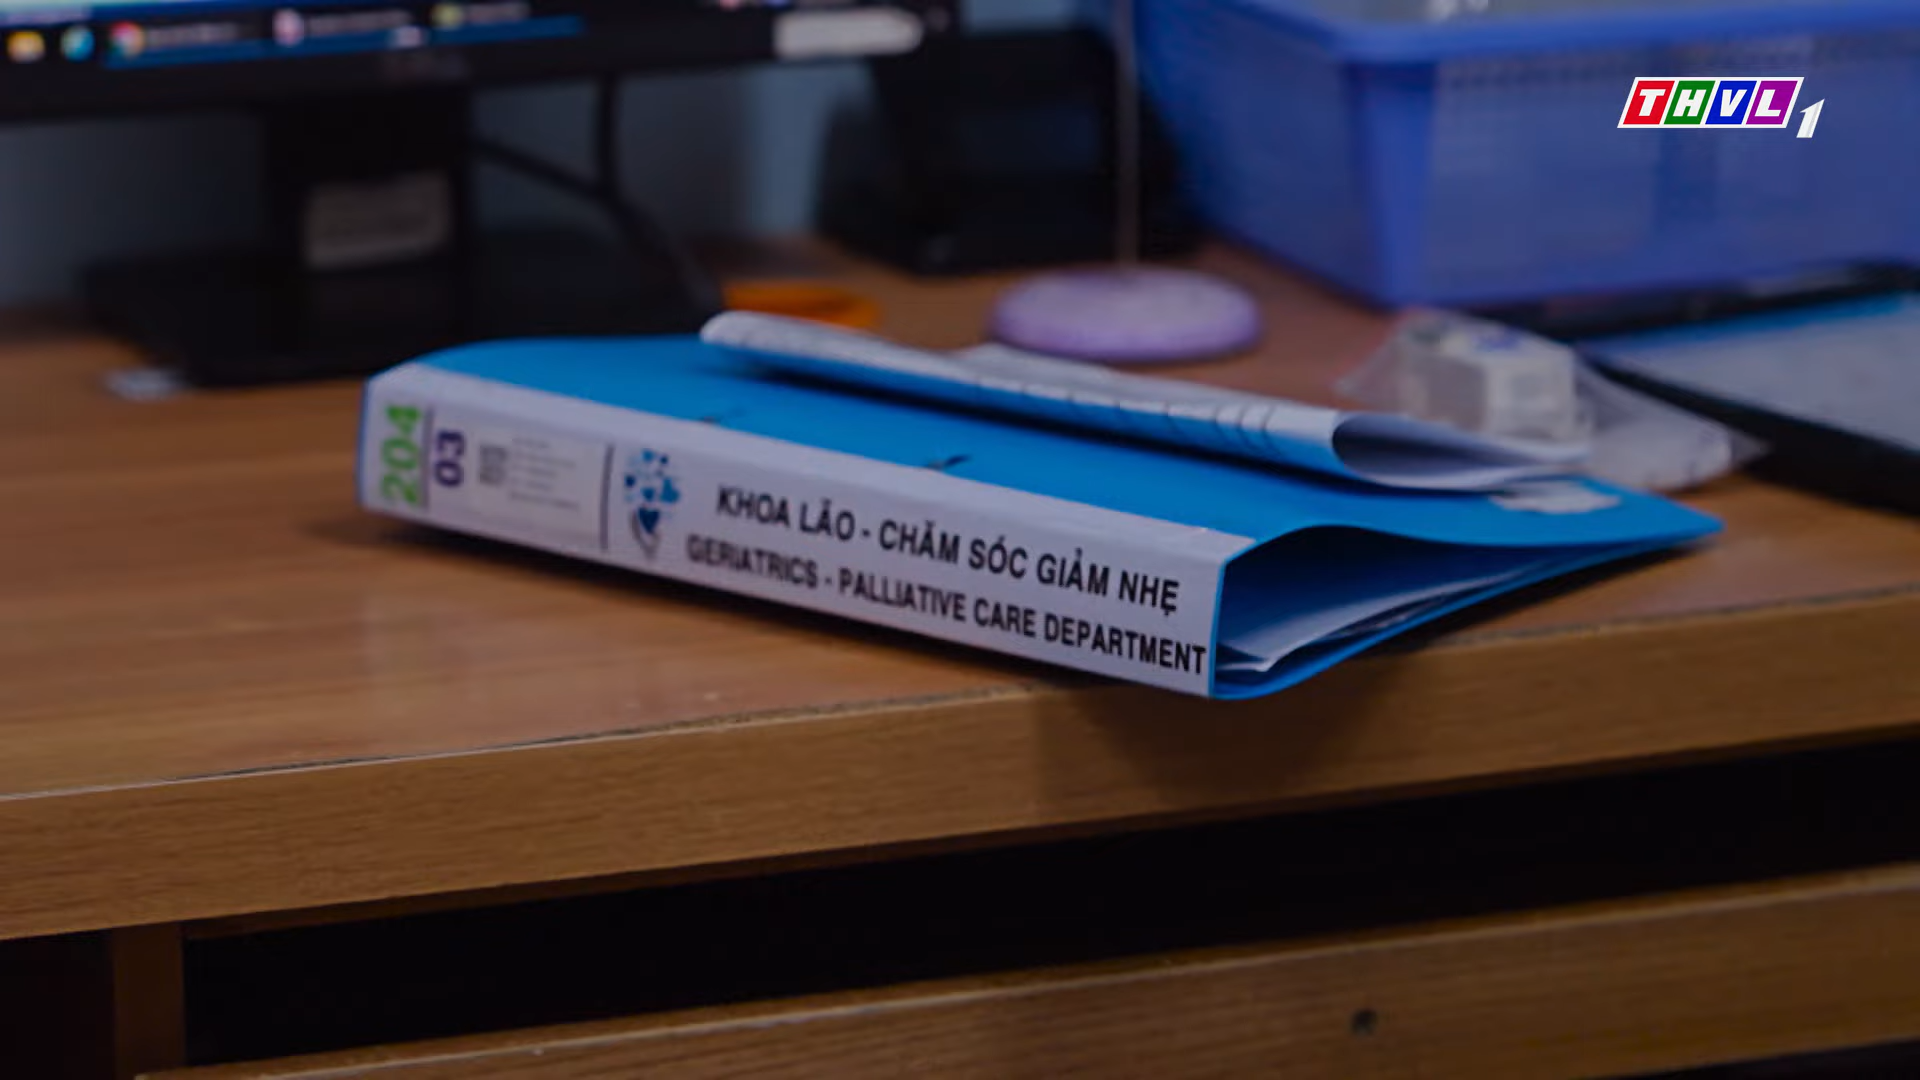 THVL1
204
03
KHOA LÃO - CHĂM SÓC GIẢM NHẸ
GERIATRICS - PALLIATIVE CARE DEPARTMENT